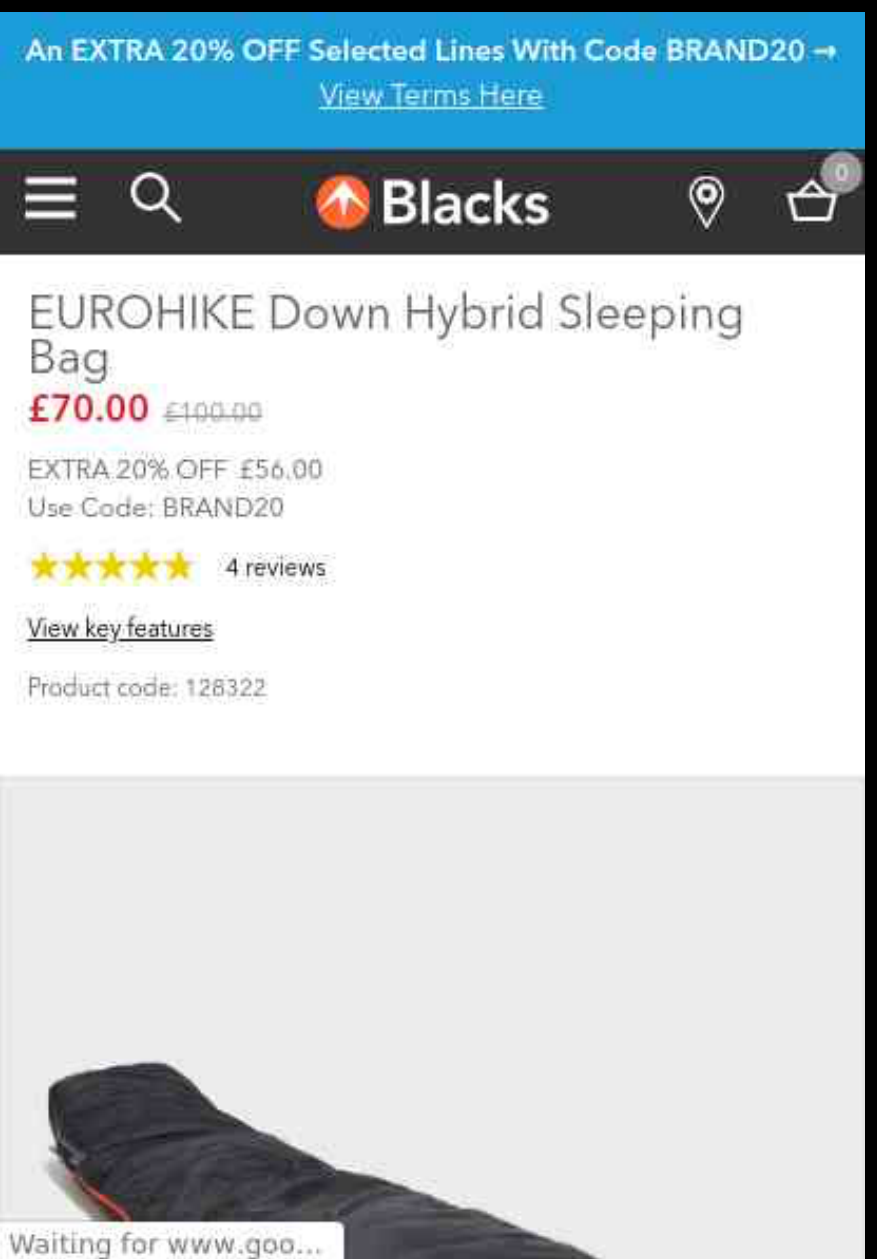 An EXTRA 20% OFF Selected Lines With Code BRAND20 →
View Terms Here
Blacks
0
EUROHIKE Down Hybrid Sleeping
Bag
£70.00 £100.00
EXTRA 20% OFF £56.00
Use Code: BRAND20
4 reviews
View key features
Product code: 128322
Waiting for www.goo...